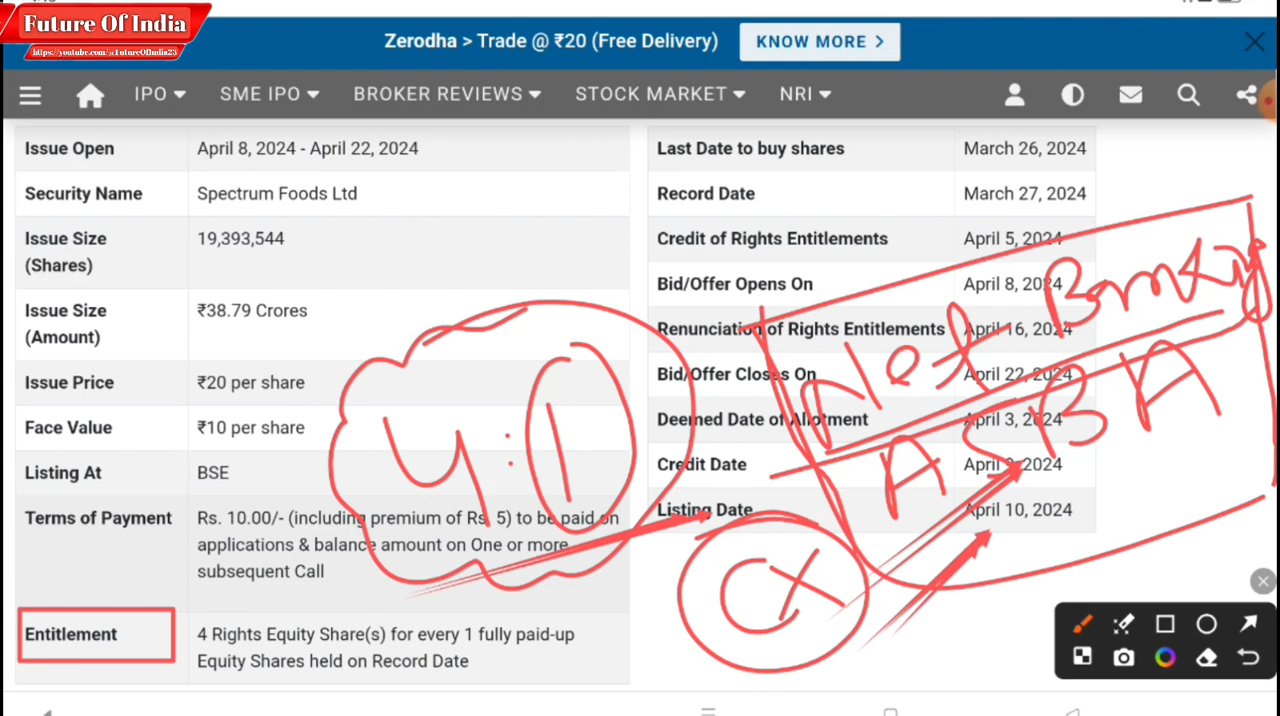 Future Of India
https://youtube.com/@FutureOfIndia23
Zerodha > Trade @ ₹20 (Free Delivery)
KNOW MORE >
IPO
SME IPO
BROKER REVIEWS
STOCK MARKET
NRI
Issue Open April 8, 2024 - April 22, 2024
Security Name Spectrum Foods Ltd
Issue Size (Shares) 19,393,544
Issue Size (Amount) ₹38.79 Crores
Issue Price ₹20 per share
Face Value ₹10 per share
Listing At BSE
Terms of Payment Rs. 10.00/- (including premium of Rs. 5) to be paid on
applications & balance amount on One or more
subsequent Call
Entitlement 4 Rights Equity Share(s) for every 1 fully paid-up
Equity Shares held on Record Date
Last Date to buy shares March 26, 2024
Record Date March 27, 2024
Credit of Rights Entitlements April 5, 2024
Bid/Offer Opens On April 8, 2024
Renunciation of Rights Entitlements April 16, 2024
Bid/Offer Closes On April 22, 2024
Deemed Date of Allotment April 3, 2024
Credit Date April 2024
Listing Date April 10, 2024
4:1
Net Banking
ASBA
CX